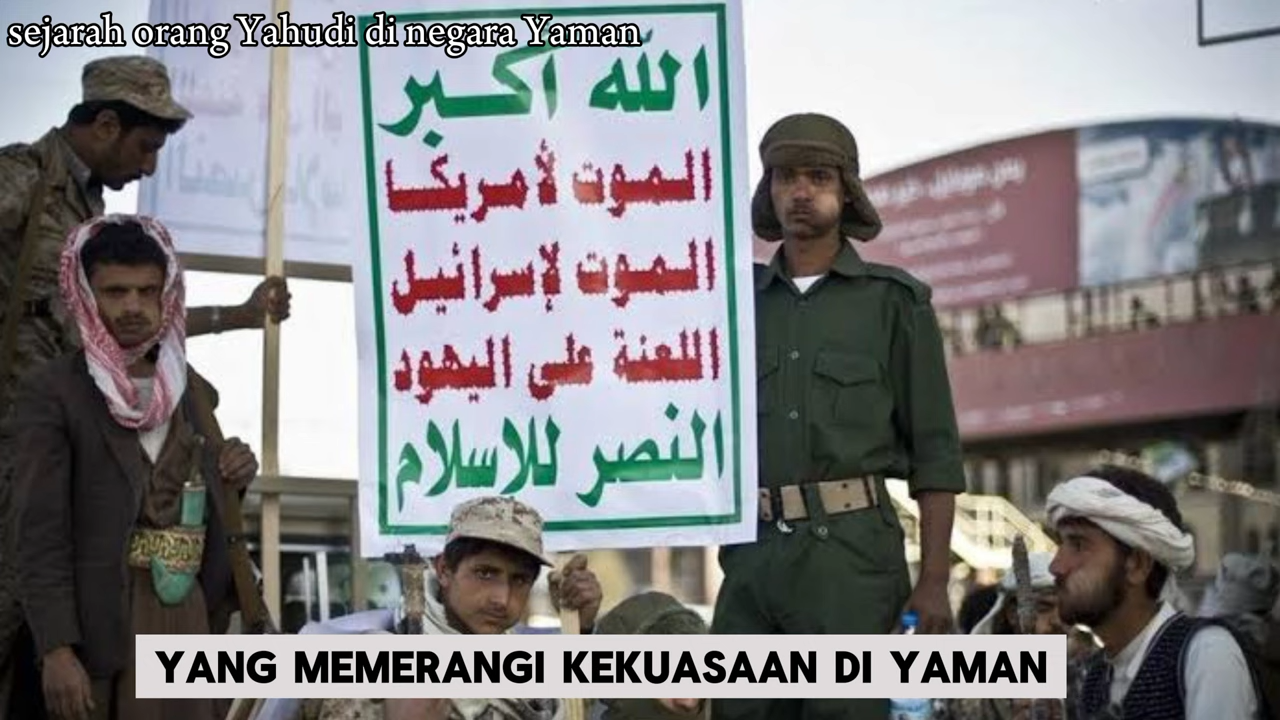 sejarah orang Yahudi di negara Yaman
الله أكبر
الموت لأمريكا
الموت لإسرائيل
اللعنة على اليهود
النصر للاسلام
YANG MEMERANGI KEKUASAAN DI YAMAN